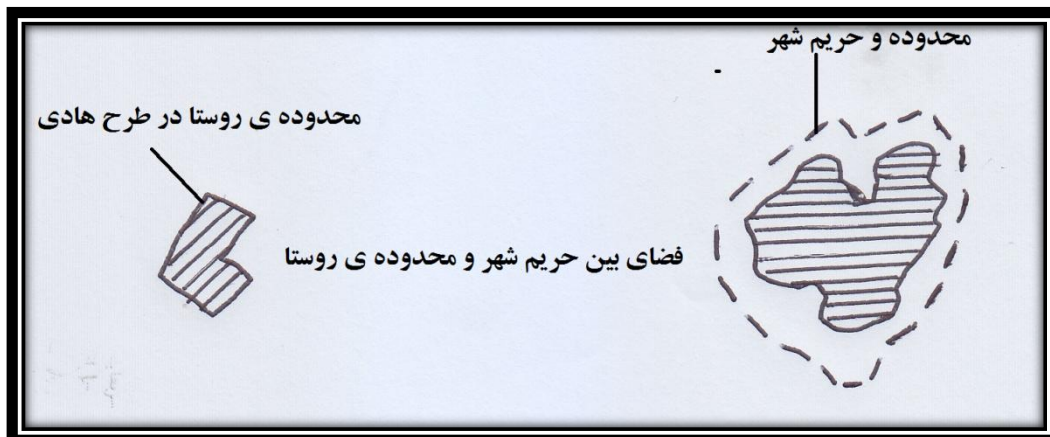 محدوده و حریم شهر
محدوده ی روستا در طرح هادی
فضای بین حریم شهر و محدوده ی روستا